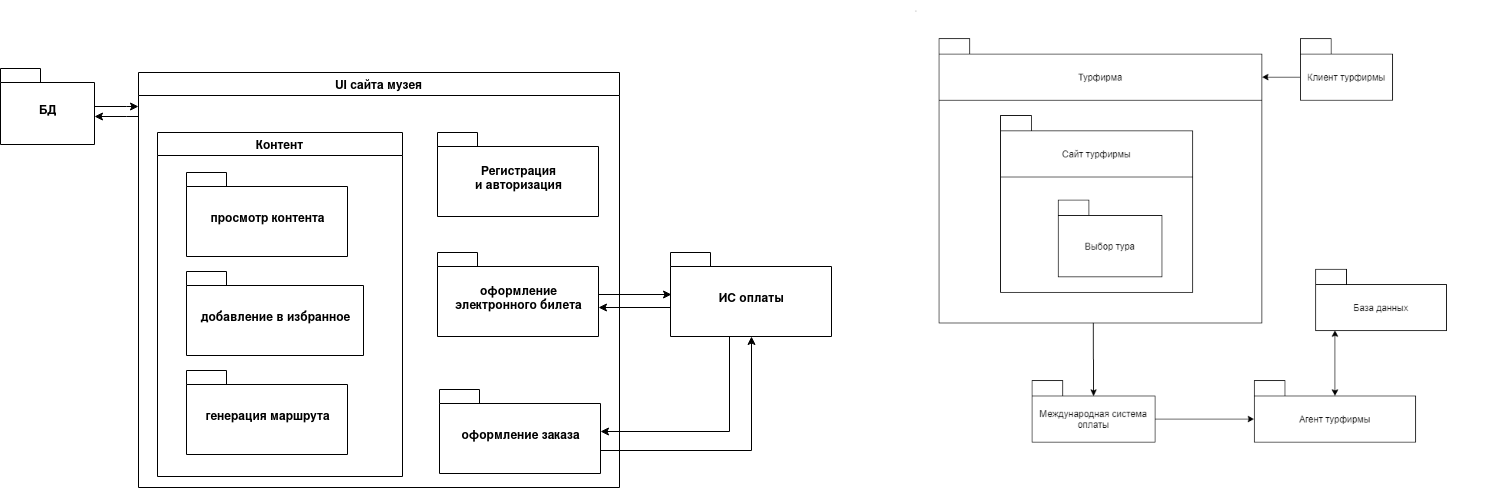 БД
UI сайта музея
Контент
просмотр контента
добавление в избранное
генерация маршрута
Регистрация
и авторизация
оформление
электронного билета
оформление заказа
ИС оплаты
Турфирма
Клиент турфирмы
Сайт турфирмы
Выбор тура
База данных
Международная система
оплаты
Агент турфирмы